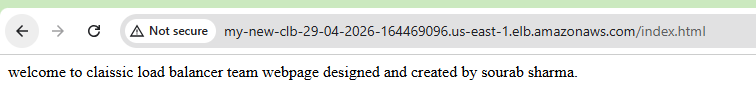 Not secure my-new-clb-29-04-2026-164469096.us-east-1.elb.amazonaws.com/index.html
welcome to claissic load balancer team webpage designed and created by sourab sharma.